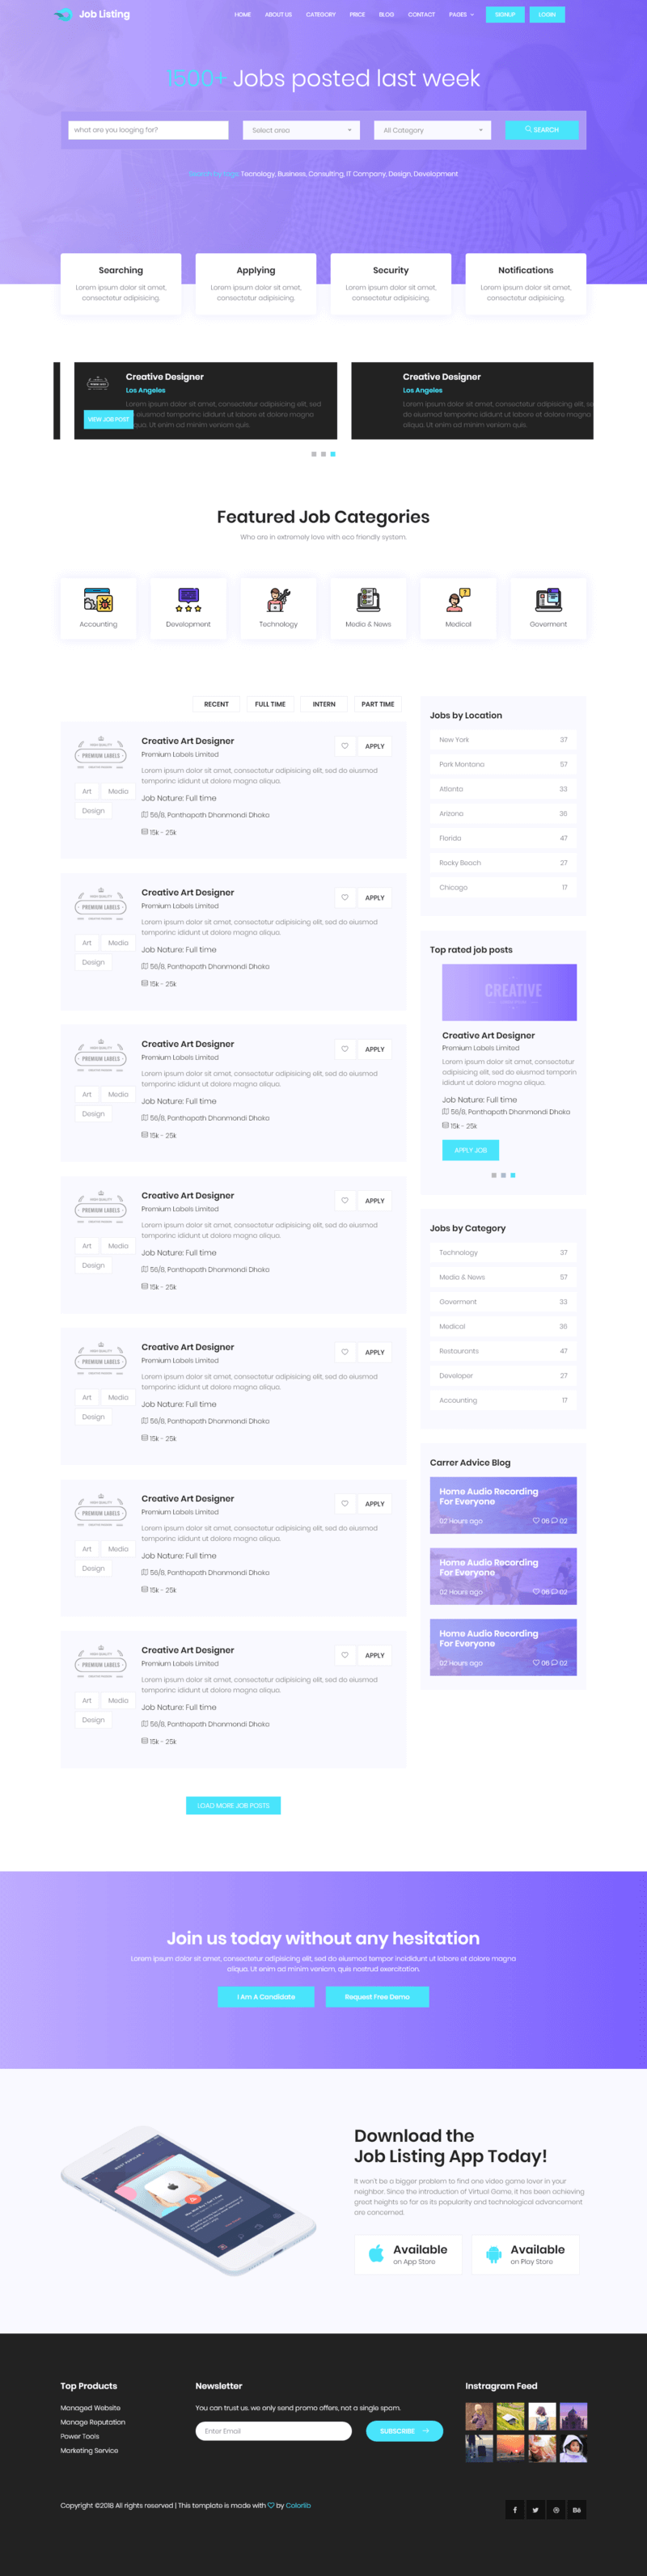 Job Listing
HOME ABOUT US CATEGORY PRICE BLOG CONTACT PAGES SIGNUP LOGIN
1500+ Jobs posted last week
what are you looging for? Select area All Category SEARCH
Search by tags: Tecnology, Business, Consulting, IT Company, Design, Development
Searching
Lorem ipsum dolor sit amet,
consectetur adipisicing.
Applying
Lorem ipsum dolor sit amet,
consectetur adipisicing.
Security
Lorem ipsum dolor sit amet,
consectetur adipisicing.
Notifications
Lorem ipsum dolor sit amet,
consectetur adipisicing.
Creative Designer
Los Angeles
Lorem ipsum dolor sit amet, consectetur adipisicing elit, sed
do eiusmod temporinc ididunt ut labore et dolore magna
aliqua. Ut enim ad minim veniam quis.
VIEW JOB POST
Creative Designer
Los Angeles
Lorem ipsum dolor sit amet, consectetur adipisicing elit, se
do eiusmod temporinc ididunt ut labore et dolore magna
aliqua. Ut enim ad minim veniam quis.
Featured Job Categories
Who are in extremely love with eco friendly system.
Accounting Development Technology Media & News Medical Goverment
RECENT FULL TIME INTERN PART TIME
HIGH QUALITY
PREMIUM LABELS
Art Media
Design
Creative Art Designer
Premium Labels Limited
APPLY
Lorem ipsum dolor sit amet, consectetur adipisicing elit, sed do eiusmod
temporinc ididunt ut dolore magna aliqua.
Job Nature: Full time
56/8, Panthapath Dhanmondi Dhaka
15k - 25k
HIGH QUALITY
PREMIUM LABELS
Art Media
Design
Creative Art Designer
Premium Labels Limited
APPLY
Lorem ipsum dolor sit amet, consectetur adipisicing elit, sed do eiusmod
temporinc ididunt ut dolore magna aliqua.
Job Nature: Full time
56/8, Panthapath Dhanmondi Dhaka
15k - 25k
HIGH QUALITY
PREMIUM LABELS
Art Media
Design
Creative Art Designer
Premium Labels Limited
APPLY
Lorem ipsum dolor sit amet, consectetur adipisicing elit, sed do eiusmod
temporinc ididunt ut dolore magna aliqua.
Job Nature: Full time
56/8, Panthapath Dhanmondi Dhaka
15k - 25k
HIGH QUALITY
PREMIUM LABELS
Art Media
Design
Creative Art Designer
Premium Labels Limited
APPLY
Lorem ipsum dolor sit amet, consectetur adipisicing elit, sed do eiusmod
temporinc ididunt ut dolore magna aliqua.
Job Nature: Full time
56/8, Panthapath Dhanmondi Dhaka
15k - 25k
HIGH QUALITY
PREMIUM LABELS
Art Media
Design
Creative Art Designer
Premium Labels Limited
APPLY
Lorem ipsum dolor sit amet, consectetur adipisicing elit, sed do eiusmod
temporinc ididunt ut dolore magna aliqua.
Job Nature: Full time
56/8, Panthapath Dhanmondi Dhaka
15k - 25k
HIGH QUALITY
PREMIUM LABELS
Art Media
Design
Creative Art Designer
Premium Labels Limited
APPLY
Lorem ipsum dolor sit amet, consectetur adipisicing elit, sed do eiusmod
temporinc ididunt ut dolore magna aliqua.
Job Nature: Full time
56/8, Panthapath Dhanmondi Dhaka
15k - 25k
HIGH QUALITY
PREMIUM LABELS
Art Media
Design
Creative Art Designer
Premium Labels Limited
APPLY
Lorem ipsum dolor sit amet, consectetur adipisicing elit, sed do eiusmod
temporinc ididunt ut dolore magna aliqua.
Job Nature: Full time
56/8, Panthapath Dhanmondi Dhaka
15k - 25k
LOAD MORE JOB POSTS
Jobs by Location
New York 37
Park Montana 57
Atlanta 33
Arizona 36
Florida 47
Rocky Beach 27
Chicago 17
Top rated job posts
CREATIVE
Creative Art Designer
Premium Labels Limited
Lorem ipsum dolor sit amet, consectetur
adipisicing elit, sed do eiusmod temporin
ididunt ut dolore magna aliqua.
Job Nature: Full time
56/8, Panthapath Dhanmondi Dhaka
15k - 25k
APPLY JOB
Jobs by Category
Technology 37
Media & News 57
Goverment 33
Medical 36
Restaurants 47
Developer 27
Accounting 17
Carrer Advice Blog
Home Audio Recording
For Everyone
02 Hours ago 06 02
Home Audio Recording
For Everyone
02 Hours ago 06 02
Home Audio Recording
For Everyone
02 Hours ago 06 02
Join us today without any hesitation
Lorem ipsum dolor sit amet, consectetur adipisicing elit, sed do eiusmod tempor incididunt ut labore et dolore magna
aliqua. Ut enim ad minim veniam, quis nostrud exercitation.
I Am A Candidate Request Free Demo
Download the
Job Listing App Today!
It won't be a bigger problem to find one video game lover in your
neighbor. Since the introduction of Virtual Game, it has been achieving
great heights so far as its popularity and technological advancement
are concerned.
Available
on App Store
Available
on Play Store
Top Products
Managed Website
Manage Reputation
Power Tools
Marketing Service
Newsletter
You can trust us. we only send promo offers, not a single spam.
Enter Email SUBSCRIBE
Instragram Feed
Copyright ©2018 All rights reserved | This template is made with by Colorlib
Bē